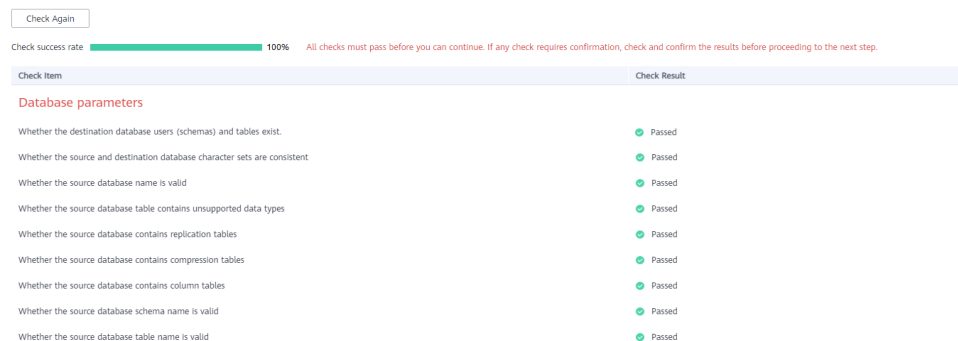 Check Again
Check success rate 100% All checks must pass before you can continue. If any check requires confirmation, check and confirm the results before proceeding to the next step.
Check Item Check Result
Database parameters
Whether the destination database users (schemas) and tables exist. Passed
Whether the source and destination database character sets are consistent Passed
Whether the source database name is valid Passed
Whether the source database table contains unsupported data types Passed
Whether the source database contains replication tables Passed
Whether the source database contains compression tables Passed
Whether the source database contains column tables Passed
Whether the source database schema name is valid Passed
Whether the source database table name is valid Passed